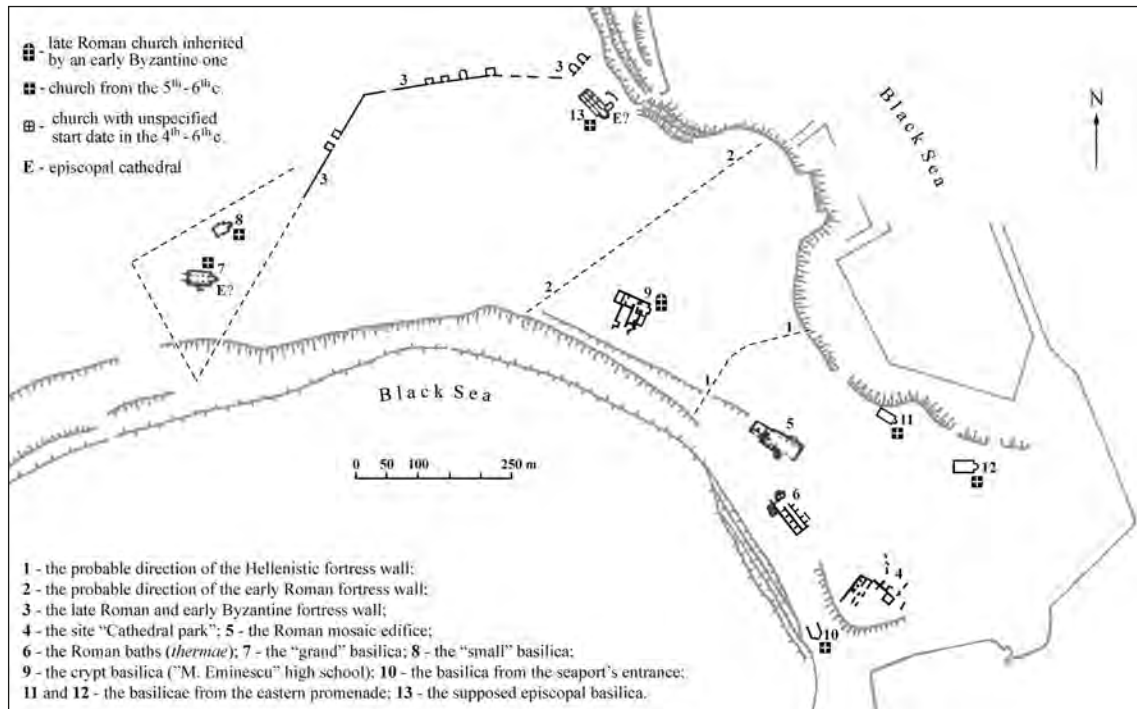 - late Roman church inherited
by an early Byzantine one
- church from the 5th - 6th c.
- church with unspecified
start date in the 4th - 6th c.
E - episcopal cathedral
3
3
3
13
E?
2
Black Sea
N
8
7
E?
2
9
1
1
Black Sea
5
11
12
0 50 100 250 m
6
4
10
1 - the probable direction of the Hellenistic fortress wall;
2 - the probable direction of the early Roman fortress wall;
3 - the late Roman and early Byzantine fortress wall;
4 - the site “Cathedral park”; 5 - the Roman mosaic edifice;
6 - the Roman baths (thermae); 7 - the “grand” basilica; 8 - the “small” basilica;
9 - the crypt basilica ("M. Eminescu” high school); 10 - the basilica from the seaport's entrance;
11 and 12 - the basilicae from the eastern promenade; 13 - the supposed episcopal basilica.